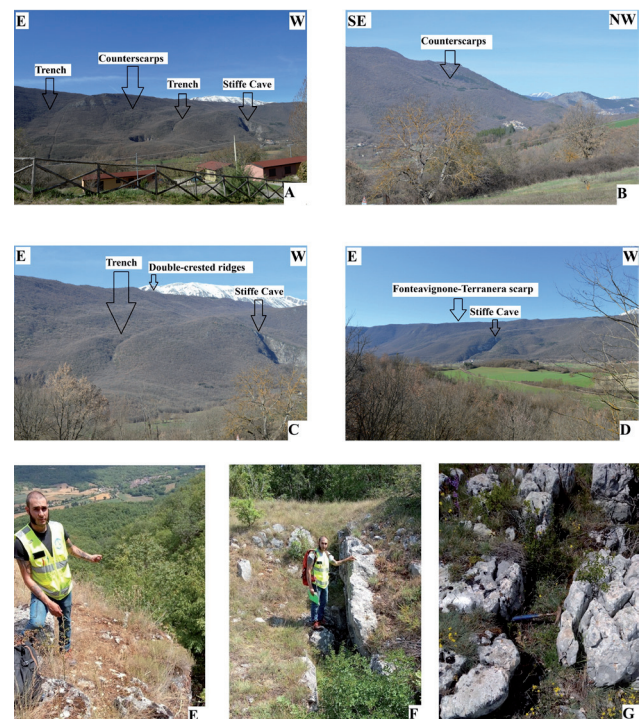 E
W
Counterscarps
Trench
Trench
Stiffe Cave
A
SE
NW
Counterscarps
B
E
W
Trench
Double-crested ridges
Stiffe Cave
C
E
W
Fonteavignone-Terranera scarp
Stiffe Cave
D
E
F
G